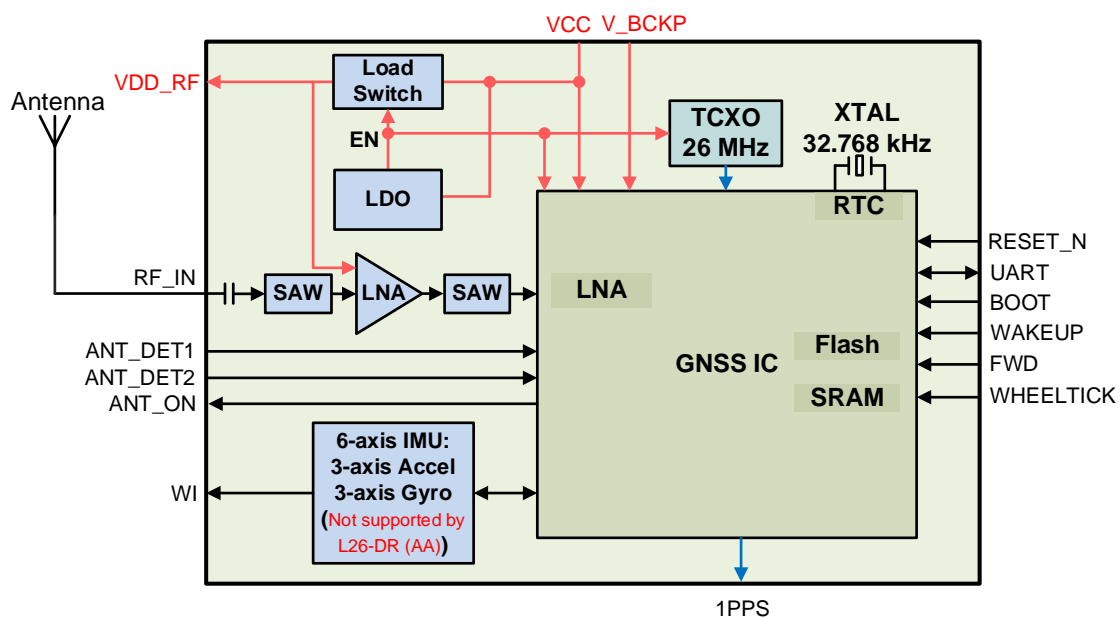 VCC
V_BCKP
VDD_RF
Load
Switch
Antenna
TCXO
26 MHz
XTAL
32.768 kHz
EN
LDO
RTC
RESET_N
RF_IN
UART
SAW
LNA
SAW
LNA
BOOT
WAKEUP
ANT_DET1
Flash
GNSS IC
FWD
ANT_DET2
ANT_ON
SRAM
WHEELTICK
6-axis IMU:
3-axis Accel
3-axis Gyro
(Not supported by
L26-DR (AA))
WI
1PPS